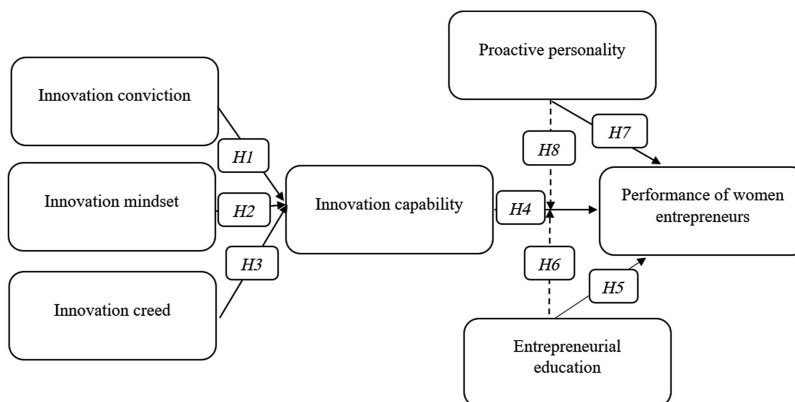 Proactive personality
Innovation conviction
H1
H8
H7
Innovation mindset
H2
Innovation capability
H4
Performance of women
entrepreneurs
H3
H6
H5
Innovation creed
Entrepreneurial
education